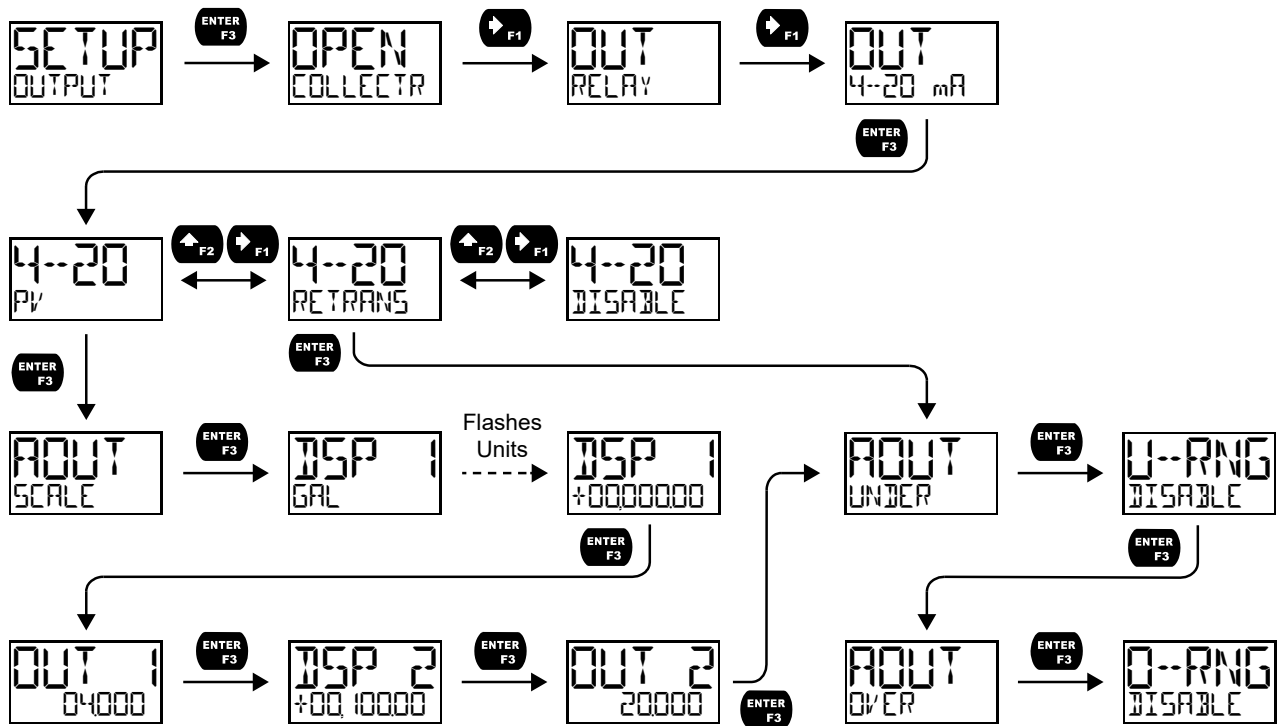 SETUP
OUTPUT
ENTER
F3
OPEN
COLLECTR
F1
OUT
RELAY
F1
OUT
4--20 mA
ENTER
F3
4--20
PV
F2
F1
4--20
RETRANS
F2
F1
4--20
DISABLE
ENTER
F3
ENTER
F3
AOUT
SCALE
ENTER
F3
DSP 1
GAL
Flashes
Units
DSP 1
+00,000.00
AOUT
UNDER
ENTER
F3
U--RNG
DISABLE
ENTER
F3
ENTER
F3
OUT 1
04.000
ENTER
F3
DSP 2
+00,100.00
ENTER
F3
OUT 2
20.000
ENTER
F3
AOUT
OVER
ENTER
F3
O--RNG
DISABLE